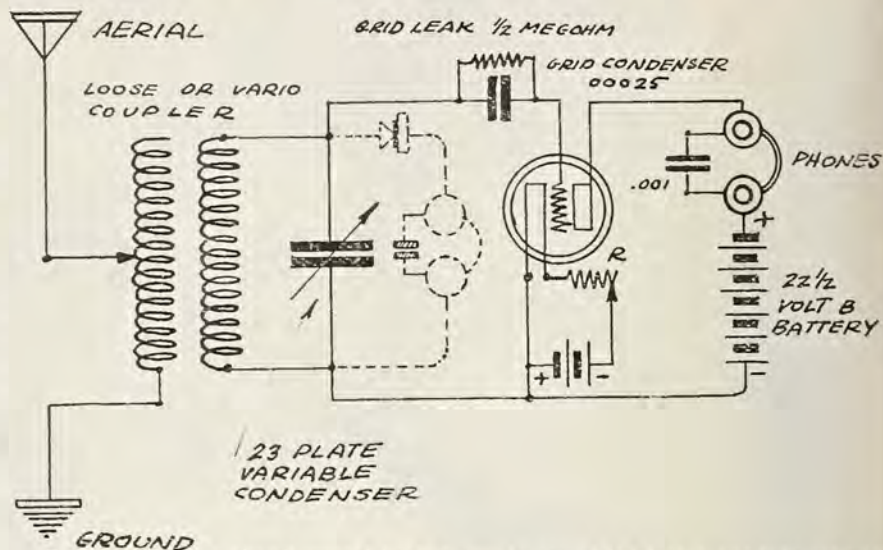 AERIAL
GRID LEAK 1/2 MEGOHM
GRID CONDENSER
00025
LOOSE OR VARIO
COUPLER
PHONES
.001
+
R
22 1/2
VOLT B
BATTERY
+ -
-
23 PLATE
VARIABLE
CONDENSER
GROUND